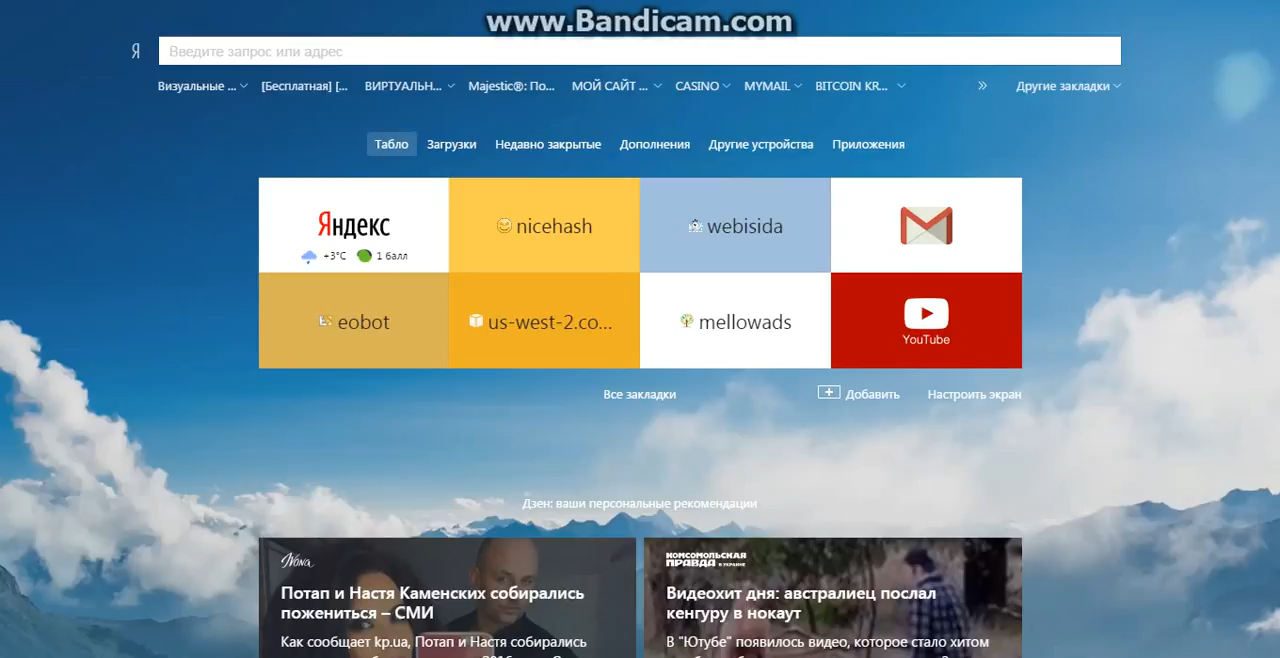 www.Bandicam.com
Я Введите запрос или адрес
Визуальные ... [Бесплатная] [... ВИРТУАЛЬН... Majestic®: По... МОЙ САЙТ ... CASINO MYMAIL BITCOIN KR... » Другие закладки
Табло Загрузки Недавно закрытые Дополнения Другие устройства Приложения
Яндекс
+3°C 1 балл
nicehash
webisida
eobot
us-west-2.co...
mellowads
YouTube
Все закладки Добавить Настроить экран
Дзен: ваши персональные рекомендации
Ivona
Потап и Настя Каменских собирались
пожениться – СМИ
Как сообщает kp.ua, Потап и Настя собирались
КОМСОМОЛЬСКАЯ
ПРАВДА В УКРАИНЕ
Видеохит дня: австралиец послал
кенгуру в нокаут
В "Ютубе" появилось видео, которое стало хитом